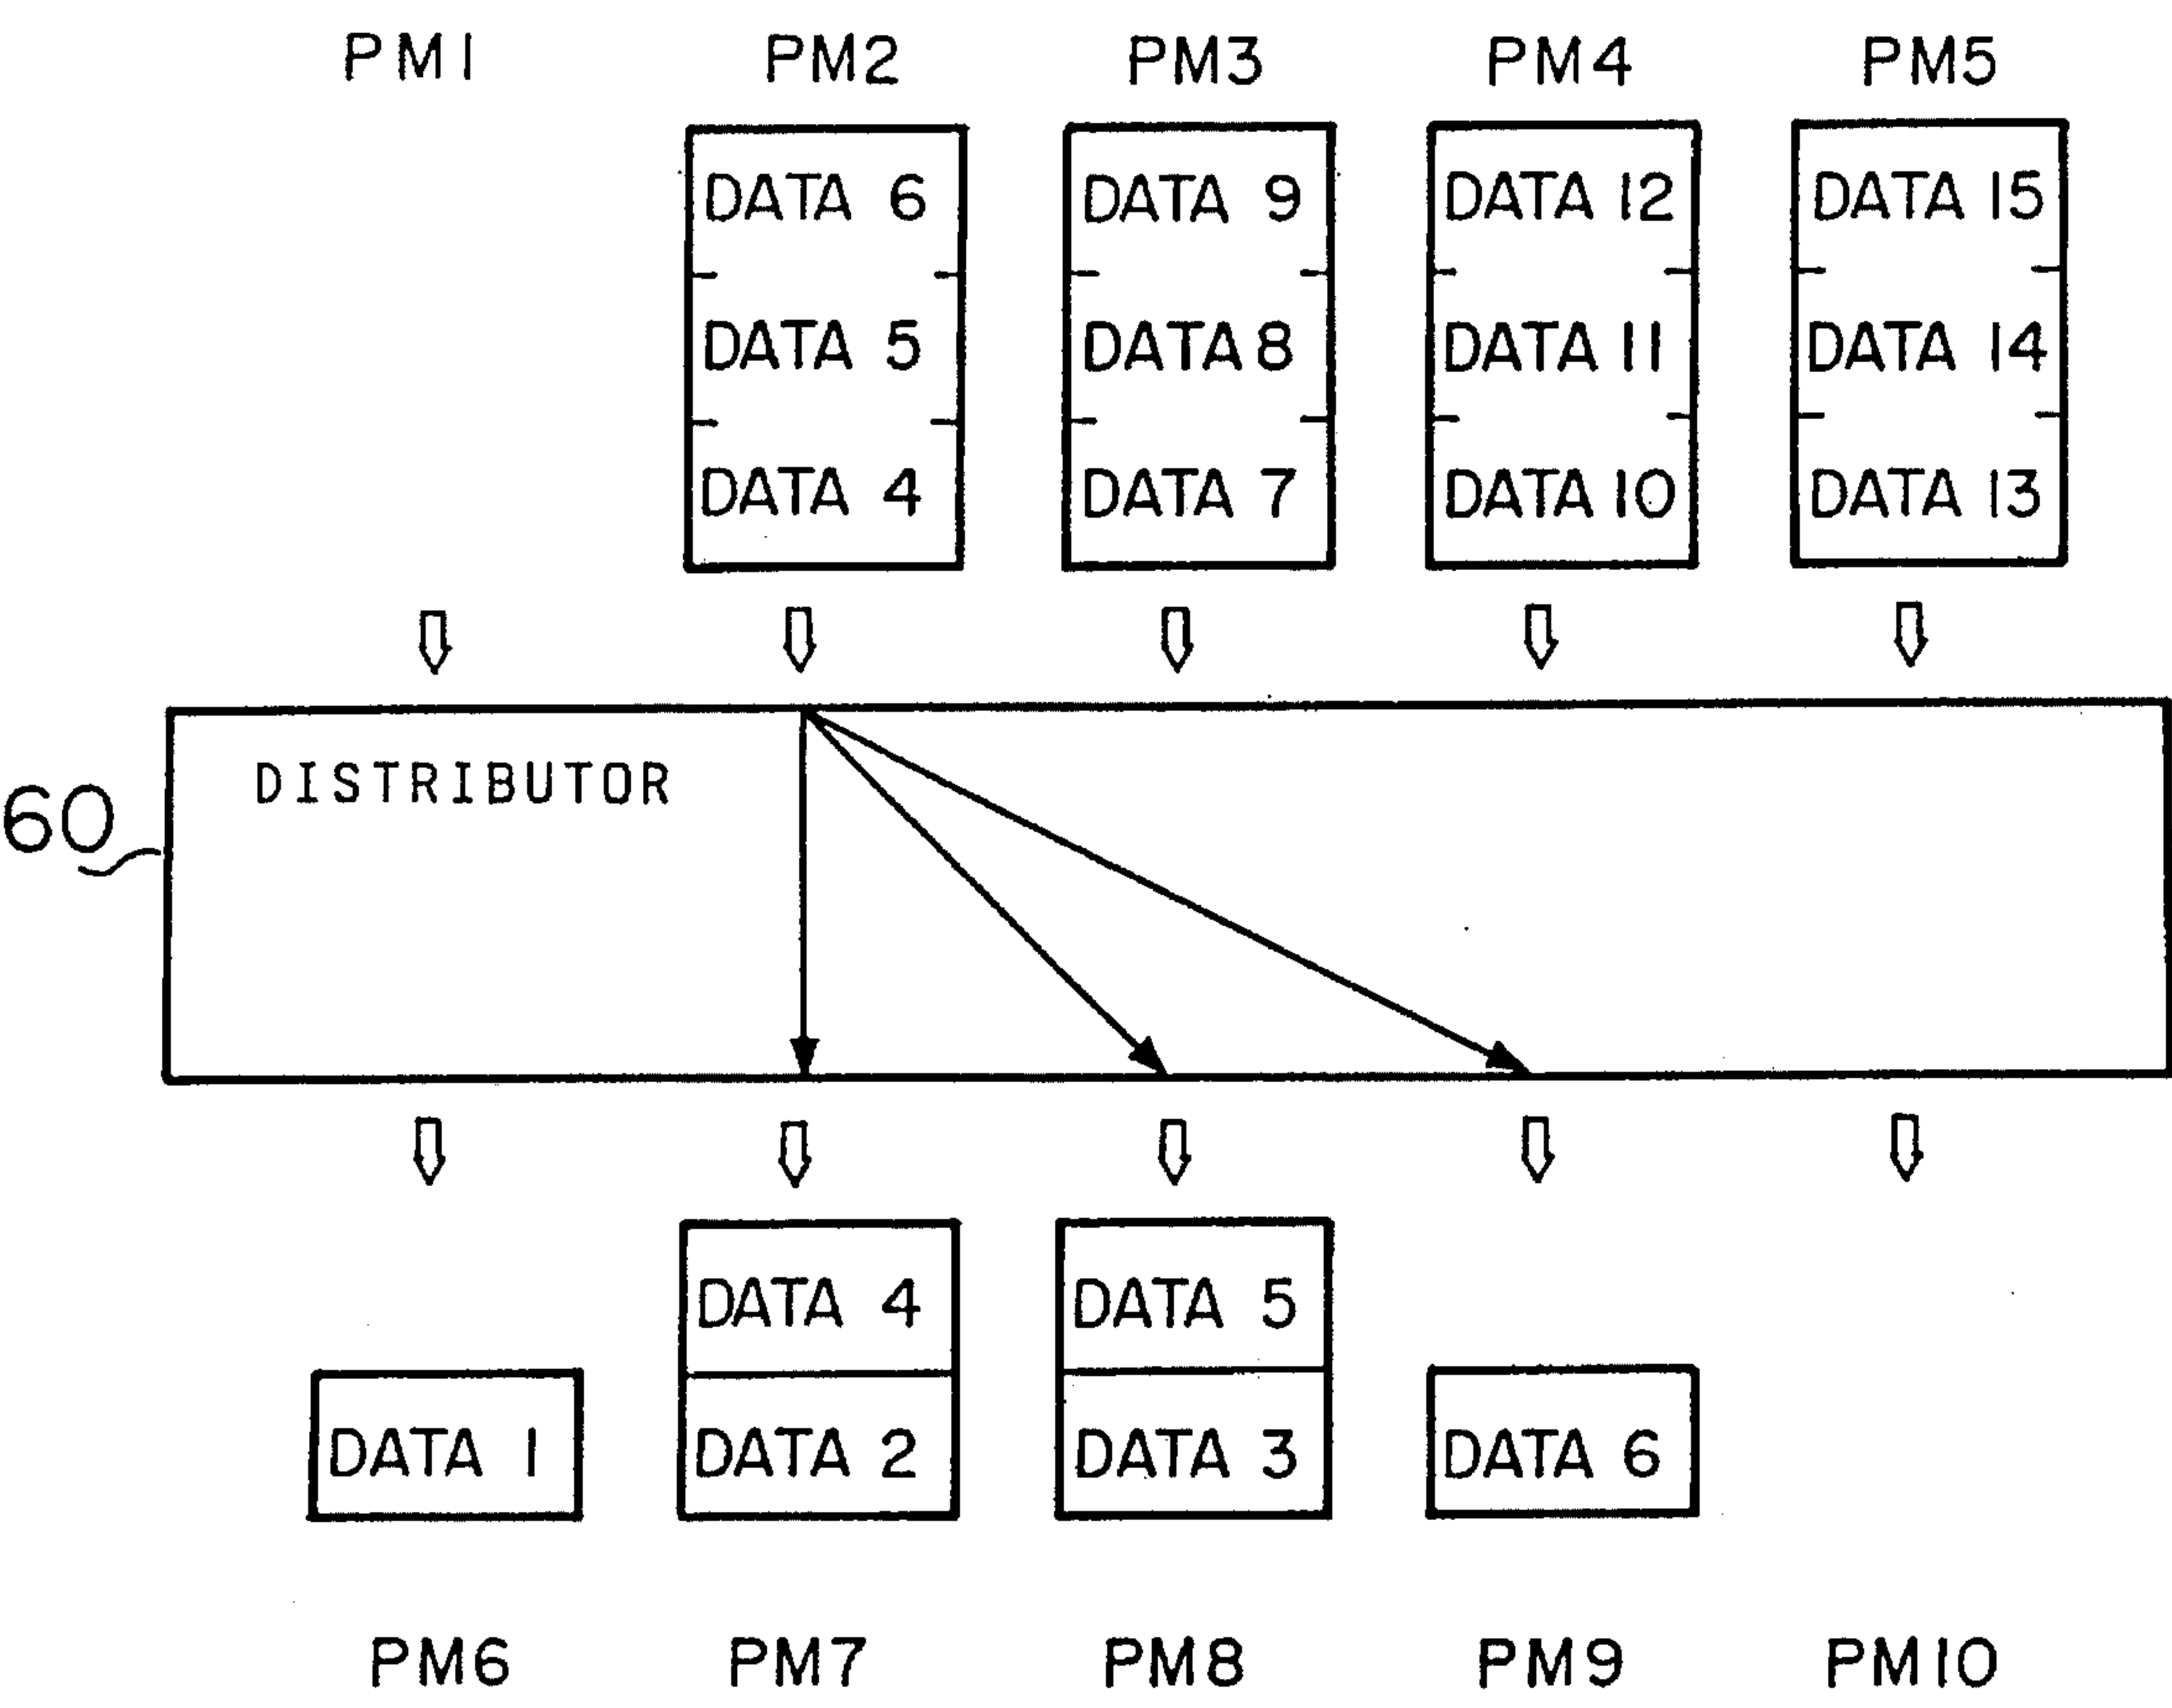 PM1 PM2 PM3 PM4 PM5
DATA 6 DATA 9 DATA 12 DATA 15
DATA 5 DATA 8 DATA 11 DATA 14
DATA 4 DATA 7 DATA 10 DATA 13
DISTRIBUTOR
60
DATA 4 DATA 5
DATA 1 DATA 2 DATA 3 DATA 6
PM6 PM7 PM8 PM9 PM10